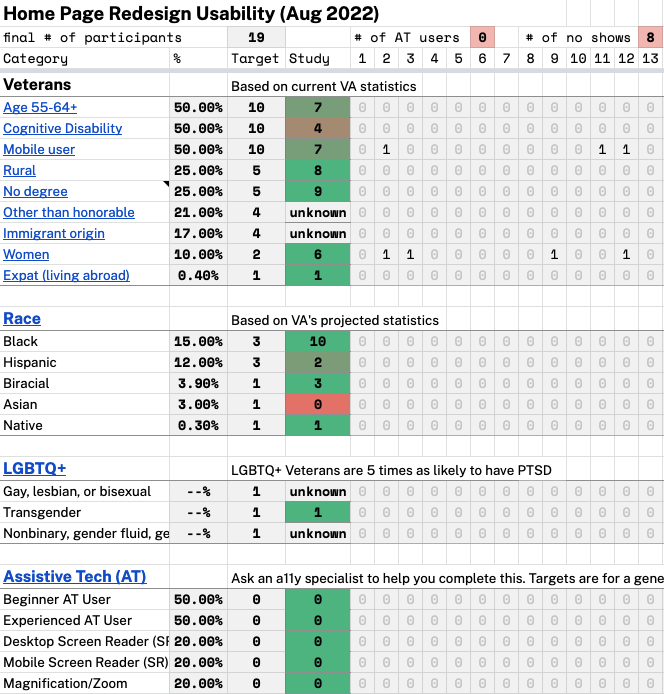 Home Page Redesign Usability (Aug 2022)
final # of participants 19 # of AT users 0 # of no shows 8
Category % Target Study 1 2 3 4 5 6 7 8 9 10 11 12 13
Veterans Based on current VA statistics
Age 55-64+ 50.00% 10 7 0 0 0 0 0 0 0 0 0 0 0 0 0
Cognitive Disability 50.00% 10 4 0 0 0 0 0 0 0 0 0 0 0 0 0
Mobile user 50.00% 10 7 0 1 0 0 0 0 0 0 0 0 1 1 0
Rural 25.00% 5 8 0 0 0 0 0 0 0 0 0 0 0 0 0
No degree 25.00% 5 9 0 0 0 0 0 0 0 0 0 0 0 0 0
Other than honorable 21.00% 4 unknown 0 0 0 0 0 0 0 0 0 0 0 0 0
Immigrant origin 17.00% 4 unknown 0 0 0 0 0 0 0 0 0 0 0 0 0
Women 10.00% 2 6 0 1 1 0 0 0 0 0 1 0 0 1 0
Expat (living abroad) 0.40% 1 1 0 0 0 0 0 0 0 0 0 0 0 0 0
Race Based on VA's projected statistics
Black 15.00% 3 10 0 0 0 0 0 0 0 0 0 0 0 0 0
Hispanic 12.00% 3 2 0 0 0 0 0 0 0 0 0 0 0 0 0
Biracial 3.90% 1 3 0 0 0 0 0 0 0 0 0 0 0 0 0
Asian 3.00% 1 0 0 0 0 0 0 0 0 0 0 0 0 0 0
Native 0.30% 1 1 0 0 0 0 0 0 0 0 0 0 0 0 0
LGBTQ+ LGBTQ+ Veterans are 5 times as likely to have PTSD
Gay, lesbian, or bisexual --% 1 unknown 0 0 0 0 0 0 0 0 0 0 0 0 0
Transgender --% 1 1 0 0 0 0 0 0 0 0 0 0 0 0 0
Nonbinary, gender fluid, ge --% 1 unknown 0 0 0 0 0 0 0 0 0 0 0 0 0
Assistive Tech (AT) Ask an a11y specialist to help you complete this. Targets are for a gene
Beginner AT User 50.00% 0 0 0 0 0 0 0 0 0 0 0 0 0 0 0
Experienced AT User 50.00% 0 0 0 0 0 0 0 0 0 0 0 0 0 0 0
Desktop Screen Reader (SR 20.00% 0 0 0 0 0 0 0 0 0 0 0 0 0 0 0
Mobile Screen Reader (SR) 20.00% 0 0 0 0 0 0 0 0 0 0 0 0 0 0 0
Magnification/Zoom 20.00% 0 0 0 0 0 0 0 0 0 0 0 0 0 0 0